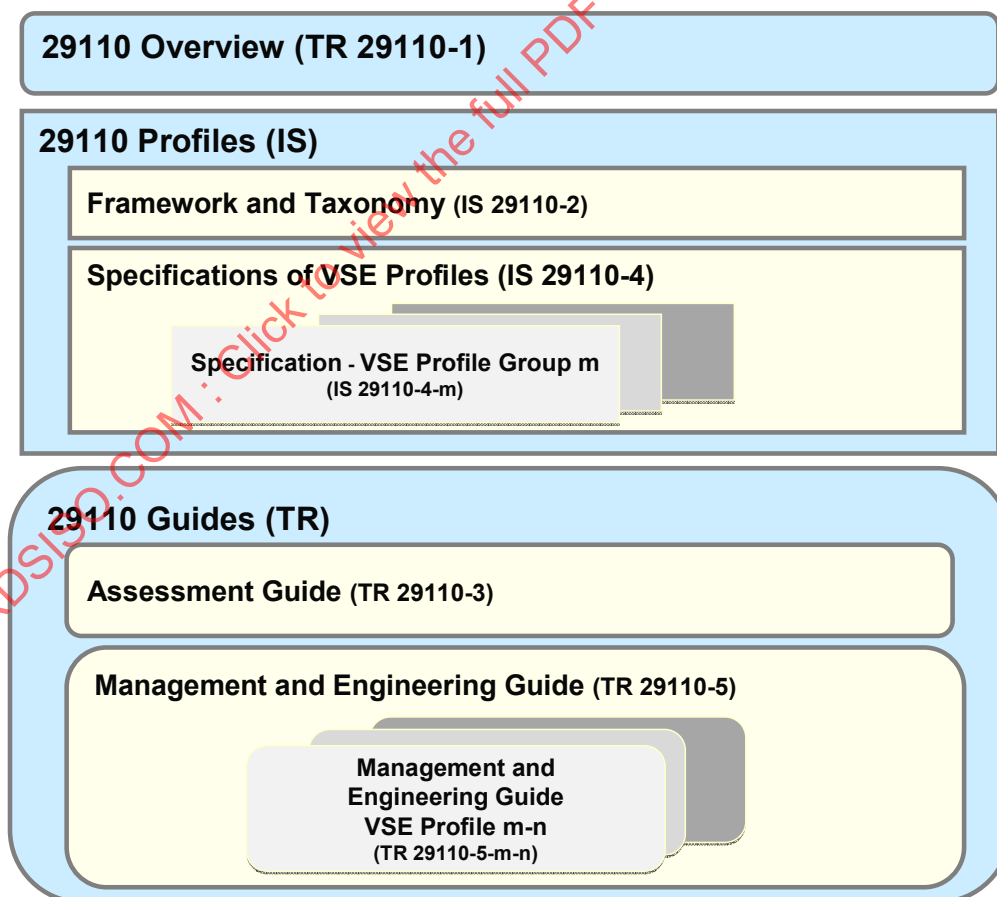 29110 Overview (TR 29110-1)
29110 Profiles (IS)
Framework and Taxonomy (IS 29110-2)
Specifications of VSE Profiles (IS 29110-4)
Specification - VSE Profile Group m
(IS 29110-4-m)
29110 Guides (TR)
Assessment Guide (TR 29110-3)
Management and Engineering Guide (TR 29110-5)
Management and
Engineering Guide
VSE Profile m-n
(TR 29110-5-m-n)
DSISO.COM : Click to view the full PDF